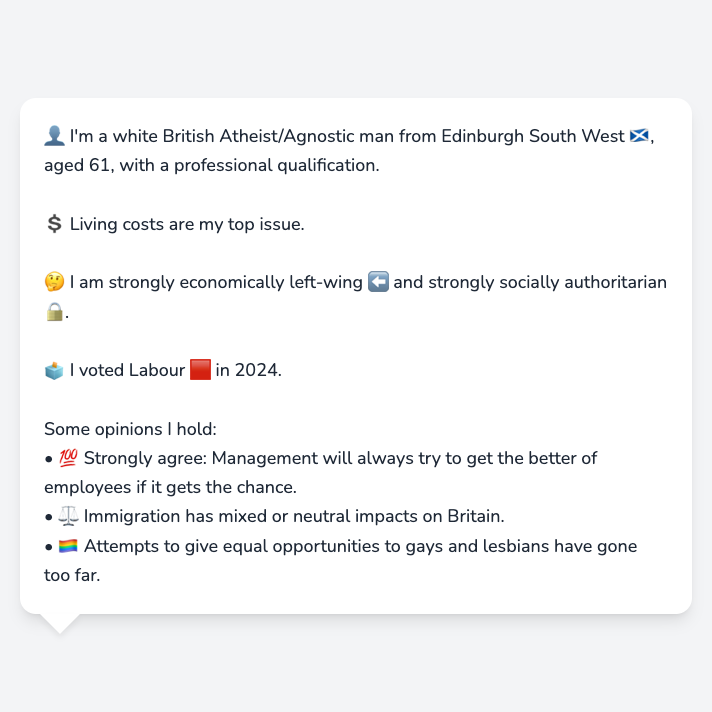 👤 I'm a white British Atheist/Agnostic man from Edinburgh South West 🏴󠁧󠁢󠁳󠁣󠁴󠁿,
aged 61, with a professional qualification.
💲 Living costs are my top issue.
🤔 I am strongly economically left-wing ⬅️ and strongly socially authoritarian
🔒.
🗳️ I voted Labour 🟥 in 2024.
Some opinions I hold:
• 💯 Strongly agree: Management will always try to get the better of
employees if it gets the chance.
• ⚖️ Immigration has mixed or neutral impacts on Britain.
• 🏳️‍🌈 Attempts to give equal opportunities to gays and lesbians have gone
too far.